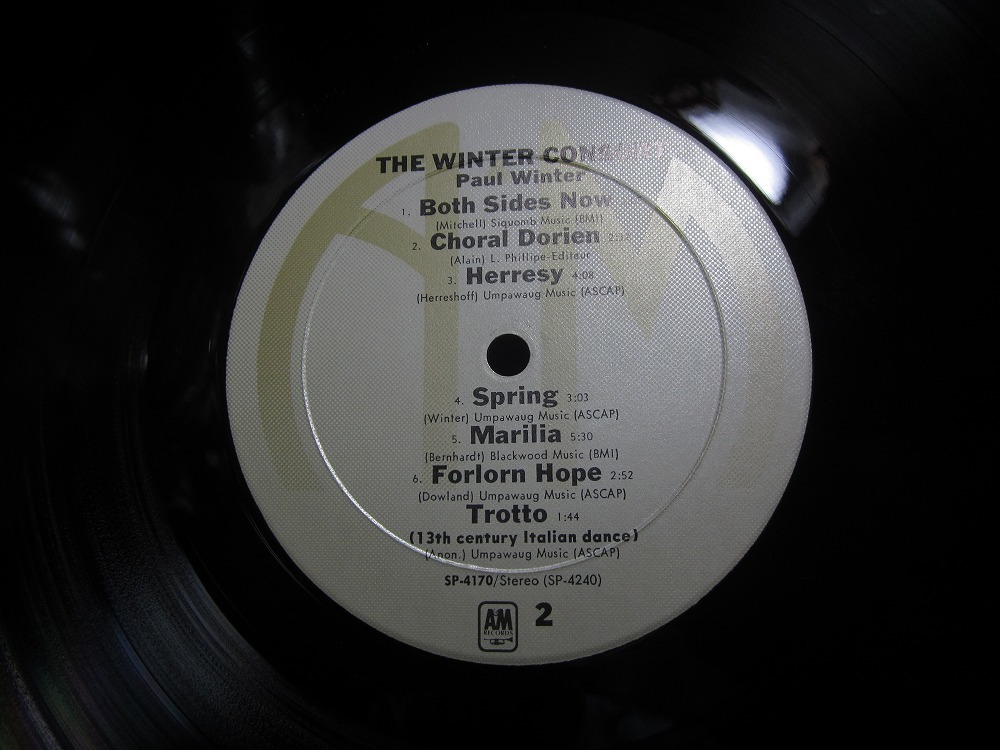 THE WINTER CONSORT
Paul Winter
1. Both Sides Now
(Mitchell) Siquomb Music (BMI)
2. Choral Dorien
(Alain) L. Phillipe-Editeur
3. Herresy 4:08
(Herreshoff) Umpawaug Music (ASCAP)
4. Spring 3:03
(Winter) Umpawaug Music (ASCAP)
5. Marilia 5:30
(Bernhardt) Blackwood Music (BMI)
6. Forlorn Hope 2:52
(Dowland) Umpawaug Music (ASCAP)
Trotto 1:44
(13th century Italian dance)
(Anon.) Umpawaug Music (ASCAP)
SP-4170/Stereo (SP-4240)
A&M RECORDS 2